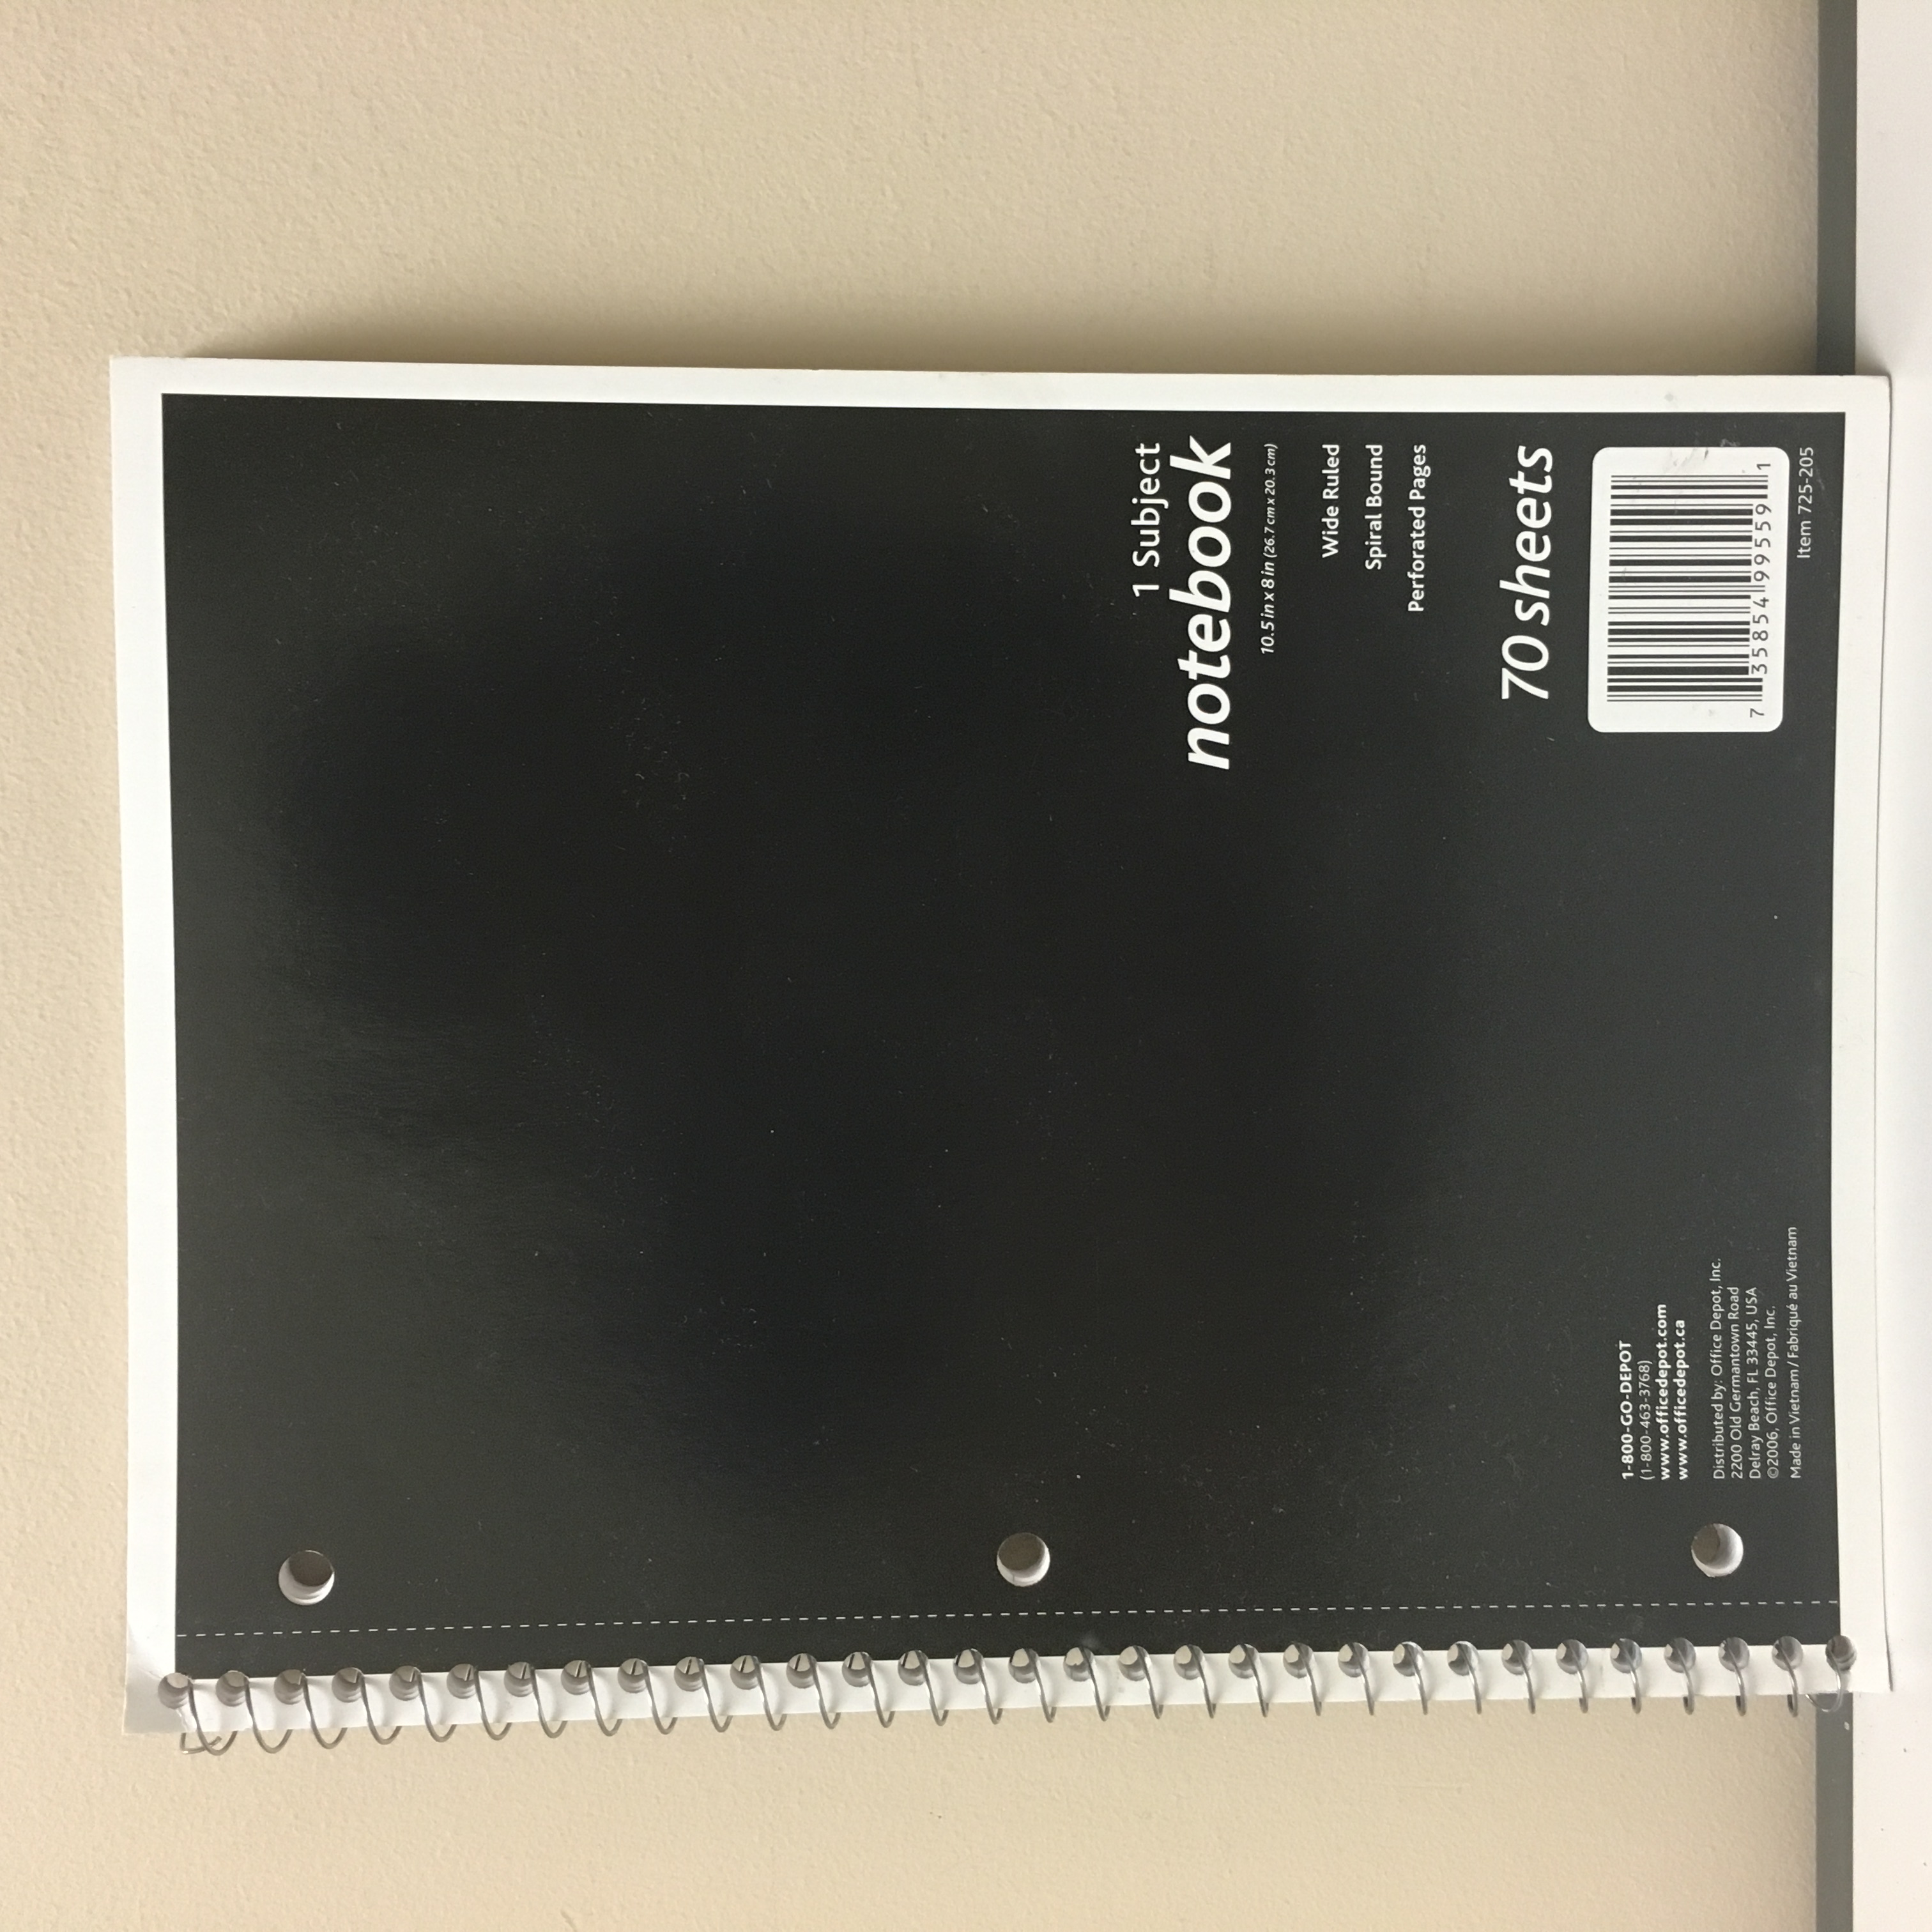 1 Subject
notebook
10.5 in x 8 in (26.7 cm x 20.3 cm)
Wide Ruled
Spiral Bound
Perforated Pages
70 sheets
1-800-GO-DEPOT
(1-800-463-3768)
www.officedepot.com
www.officedepot.ca
Distributed by: Office Depot, Inc.
2200 Old Germantown Road
Delray Beach, FL 33445, USA
©2006, Office Depot, Inc.
Made in Vietnam / Fabriqué au Vietnam
7 35854 99559 1
Item 725-205